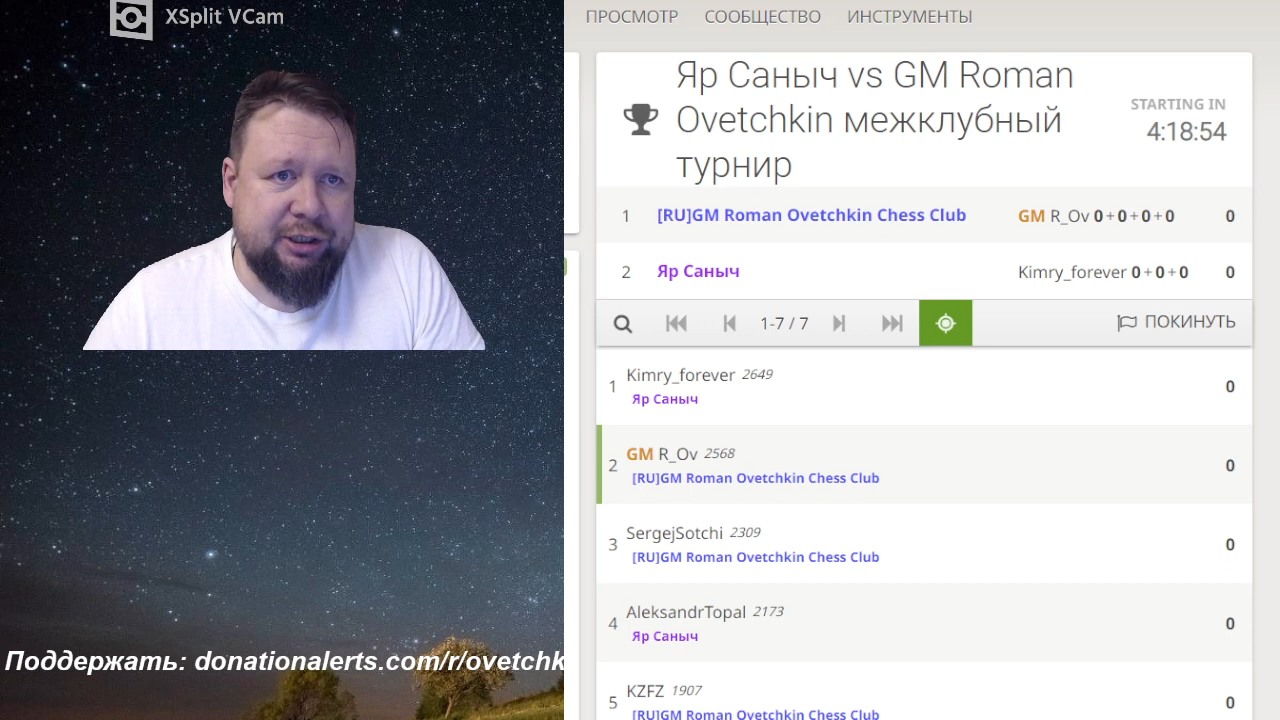 XSplit VCam
ПРОСМОТР СООБЩЕСТВО ИНСТРУМЕНТЫ
Яр Саныч vs GM Roman
Ovetchkin межклубный
турнир
STARTING IN
4:18:54
1 [RU]GM Roman Ovetchkin Chess Club GM R_Ov 0+0+0+0 0
2 Яр Саныч Kimry_forever 0+0+0 0
1-7 / 7 ПОКИНУТЬ
1 Kimry_forever 2649 0
Яр Саныч
2 GM R_Ov 2568 0
[RU]GM Roman Ovetchkin Chess Club
3 SergejSotchi 2309 0
[RU]GM Roman Ovetchkin Chess Club
4 AleksandrTopal 2173 0
Яр Саныч
5 KZFZ 1907 0
[RU]GM Roman Ovetchkin Chess Club
Поддержать: donationalerts.com/r/ovetchk